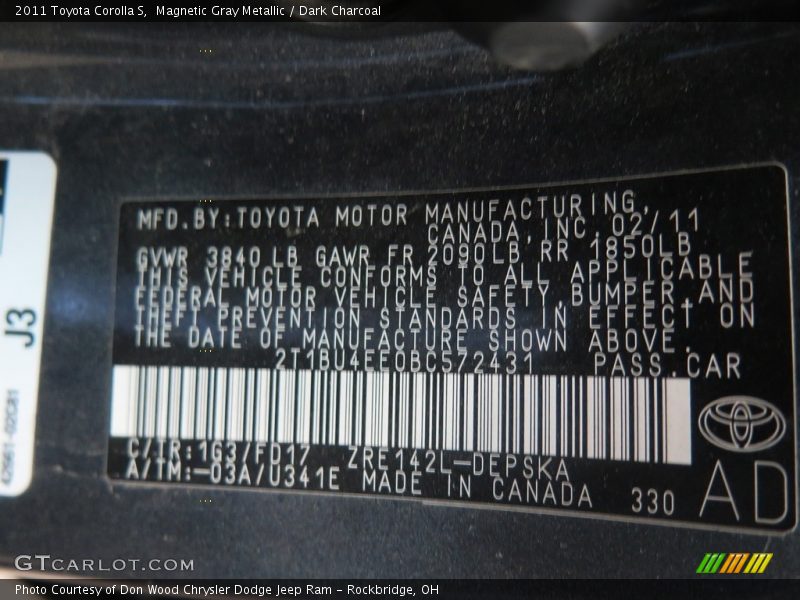 2011 Toyota Corolla S,  Magnetic Gray Metallic / Dark Charcoal
MFD.BY:TOYOTA MOTOR MANUFACTURING,
CANADA,INC.02/11
GVWR 3840 LB GAWR FR 2090LB,RR 1850LB
THIS VEHICLE CONFORMS TO ALL APPLICABLE
FEDERAL MOTOR VEHICLE SAFETY,BUMPER,AND
THEFT PREVENTION STANDARDS IN EFFECT ON
THE DATE OF MANUFACTURE SHOWN ABOVE.
2T1BU4EE0BC572431 PASS.CAR
C/TR:1G3/FD17 ZRE142L-DEPSKA
A/TM:-03A/U341E MADE IN CANADA 330
AD
J3
GTCARLOT.COM
Photo Courtesy of Don Wood Chrysler Dodge Jeep Ram - Rockbridge, OH